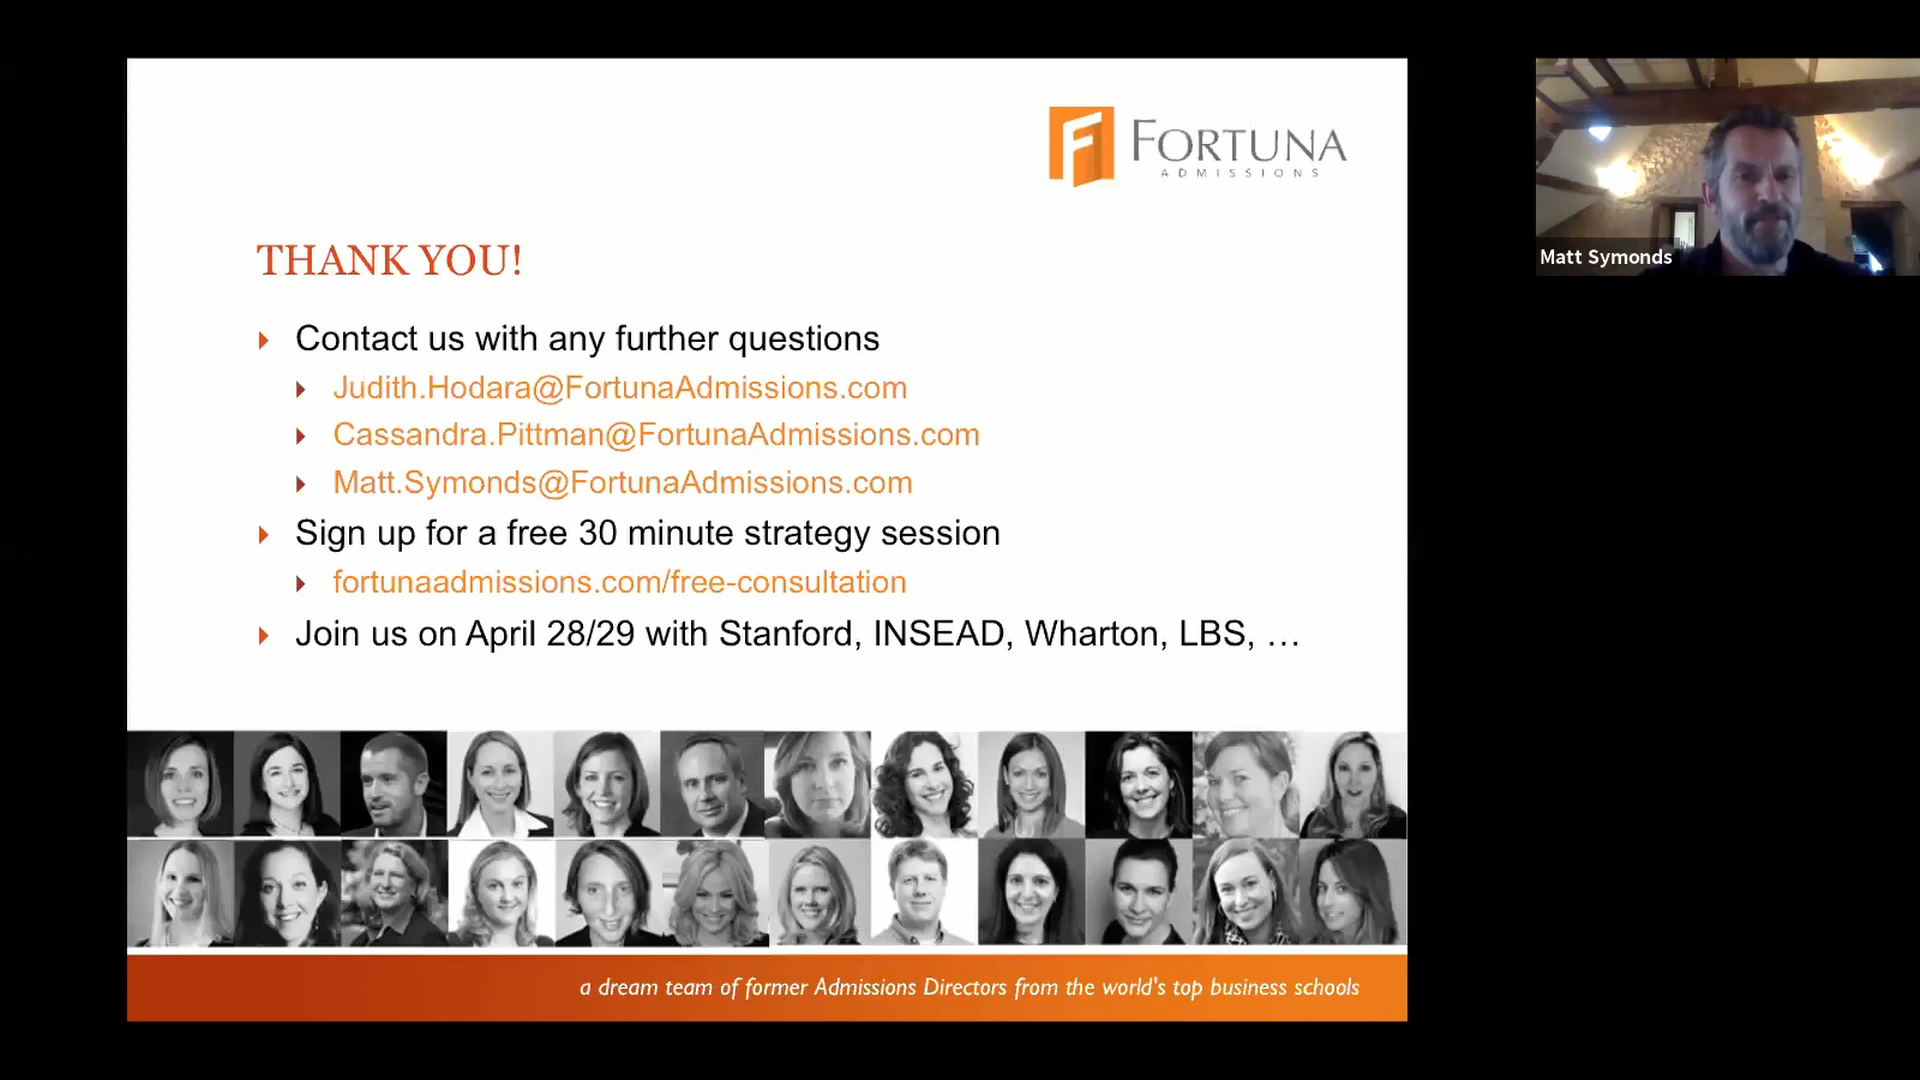 FORTUNA
ADMISSIONS
THANK YOU!
Contact us with any further questions
Judith.Hodara@FortunaAdmissions.com
Cassandra.Pittman@FortunaAdmissions.com
Matt.Symonds@FortunaAdmissions.com
Sign up for a free 30 minute strategy session
fortunaadmissions.com/free-consultation
Join us on April 28/29 with Stanford, INSEAD, Wharton, LBS, …
a dream team of former Admissions Directors from the world's top business schools
Matt Symonds